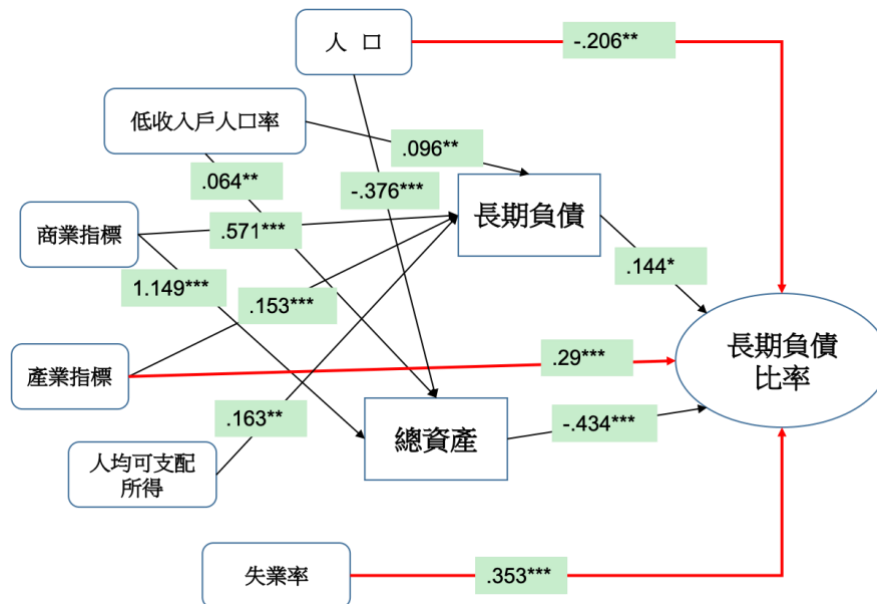 人 口
-.206**
低收入戶人口率
.096**
.064**
-.376***
長期負債
商業指標
.571***
.144*
1.149***
.153***
長期負債
比率
產業指標
.29***
.163**
總資產
-.434***
人均可支配
所得
失業率
.353***